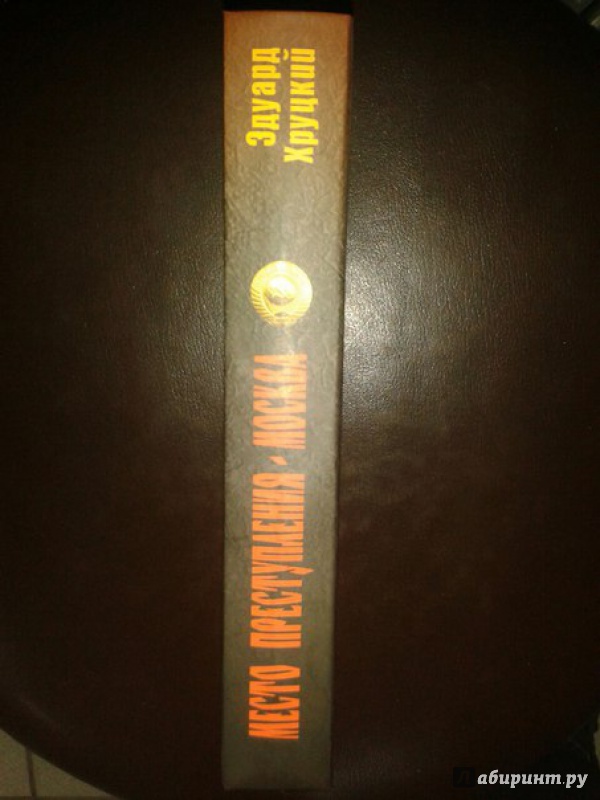 Эдуард
Хруцкий
МЕСТО ПРЕСТУПЛЕНИЯ - МОСКВА
Лабиринт.ру